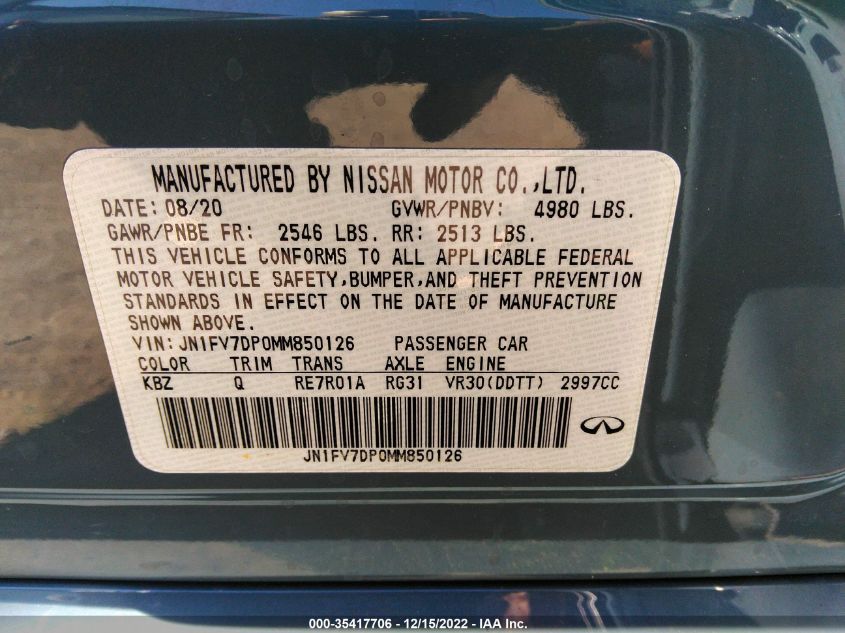 MANUFACTURED BY NISSAN MOTOR CO.,LTD.
DATE: 08/20 GVWR/PNBV: 4980 LBS.
GAWR/PNBE FR: 2546 LBS. RR: 2513 LBS.
THIS VEHICLE CONFORMS TO ALL APPLICABLE FEDERAL
MOTOR VEHICLE SAFETY,BUMPER,AND THEFT PREVENTION
STANDARDS IN EFFECT ON THE DATE OF MANUFACTURE
SHOWN ABOVE.
VIN: JN1FV7DP0MM850126 PASSENGER CAR
COLOR TRIM TRANS AXLE ENGINE
KBZ Q RE7R01A RG31 VR30(DDTT) 2997CC
JN1FV7DP0MM850126
000-35417706 - 12/15/2022 - IAA Inc.